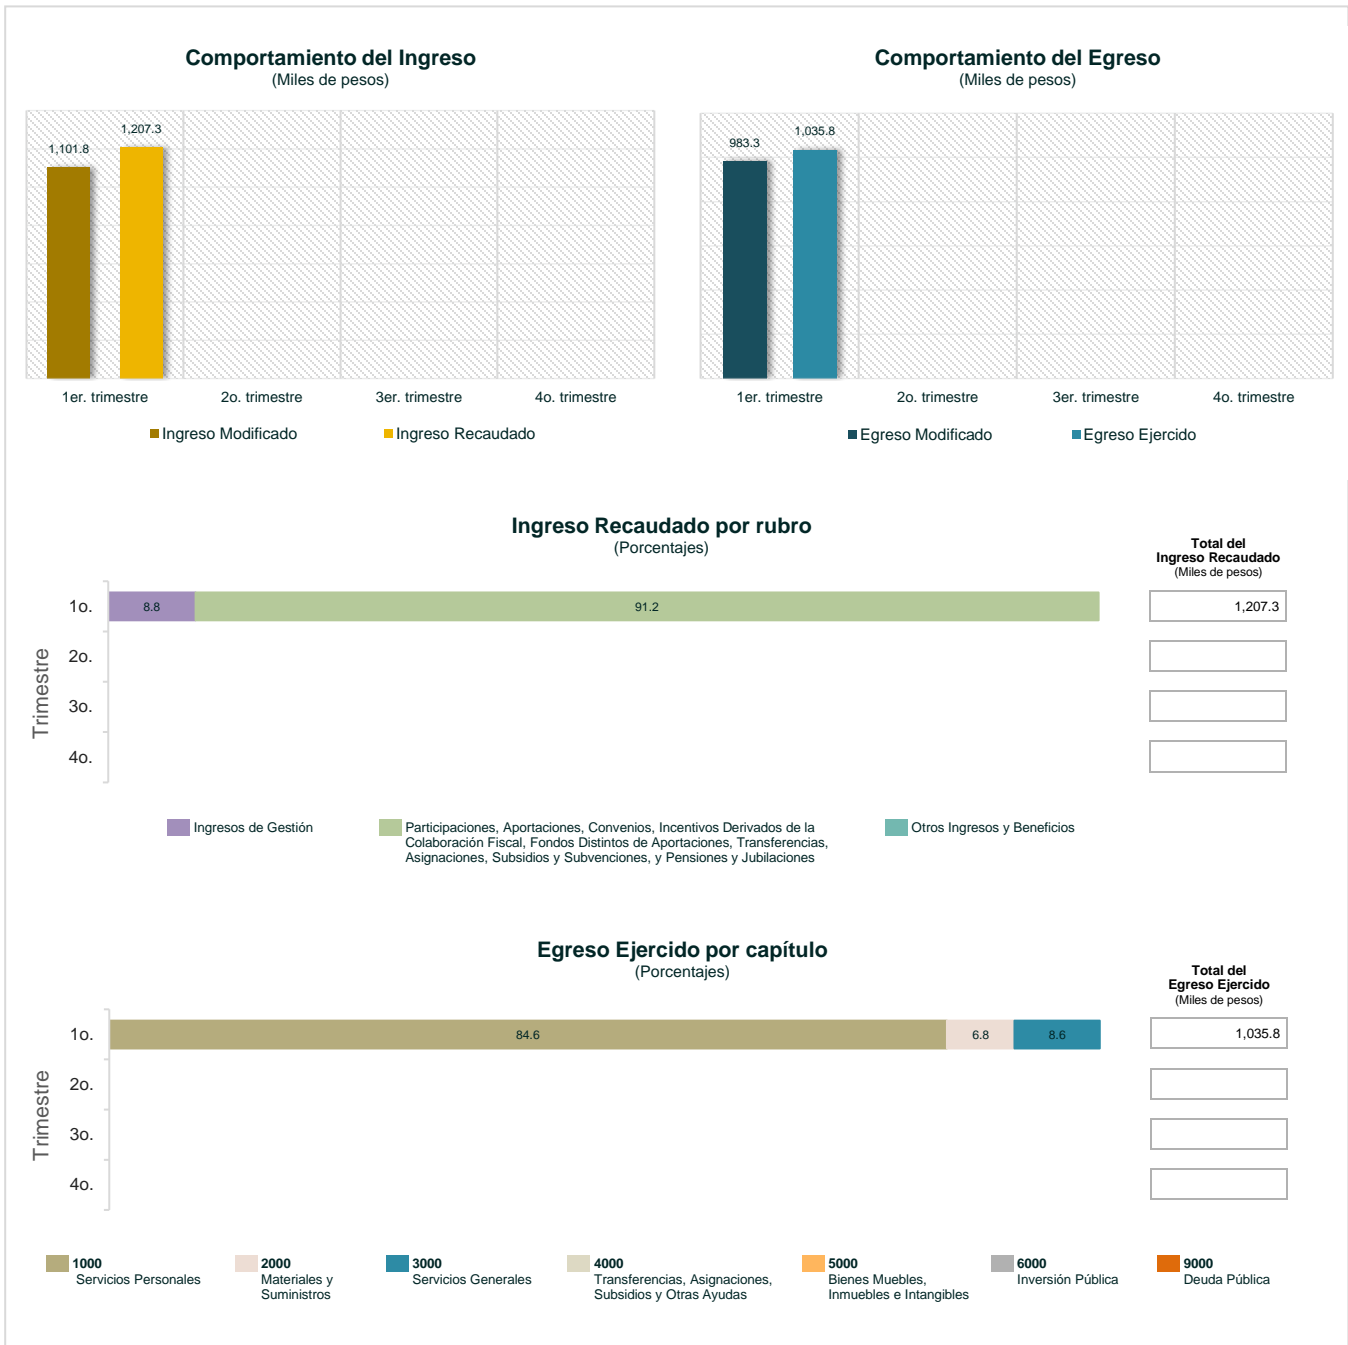 Comportamiento del Ingreso
(Miles de pesos)
1,101.8
1,207.3
1er. trimestre
2o. trimestre
3er. trimestre
4o. trimestre
Ingreso Modificado
Ingreso Recaudado
Comportamiento del Egreso
(Miles de pesos)
983.3
1,035.8
1er. trimestre
2o. trimestre
3er. trimestre
4o. trimestre
Egreso Modificado
Egreso Ejercido
Ingreso Recaudado por rubro
(Porcentajes)
Total del
Ingreso Recaudado
(Miles de pesos)
Trimestre
1o.
8.8
91.2
1,207.3
2o.
3o.
4o.
Ingresos de Gestión
Participaciones, Aportaciones, Convenios, Incentivos Derivados de la
Colaboración Fiscal, Fondos Distintos de Aportaciones, Transferencias,
Asignaciones, Subsidios y Subvenciones, y Pensiones y Jubilaciones
Otros Ingresos y Beneficios
Egreso Ejercido por capítulo
(Porcentajes)
Total del
Egreso Ejercido
(Miles de pesos)
Trimestre
1o.
84.6
6.8
8.6
1,035.8
2o.
3o.
4o.
1000
Servicios Personales
2000
Materiales y
Suministros
3000
Servicios Generales
4000
Transferencias, Asignaciones,
Subsidios y Otras Ayudas
5000
Bienes Muebles,
Inmuebles e Intangibles
6000
Inversión Pública
9000
Deuda Pública